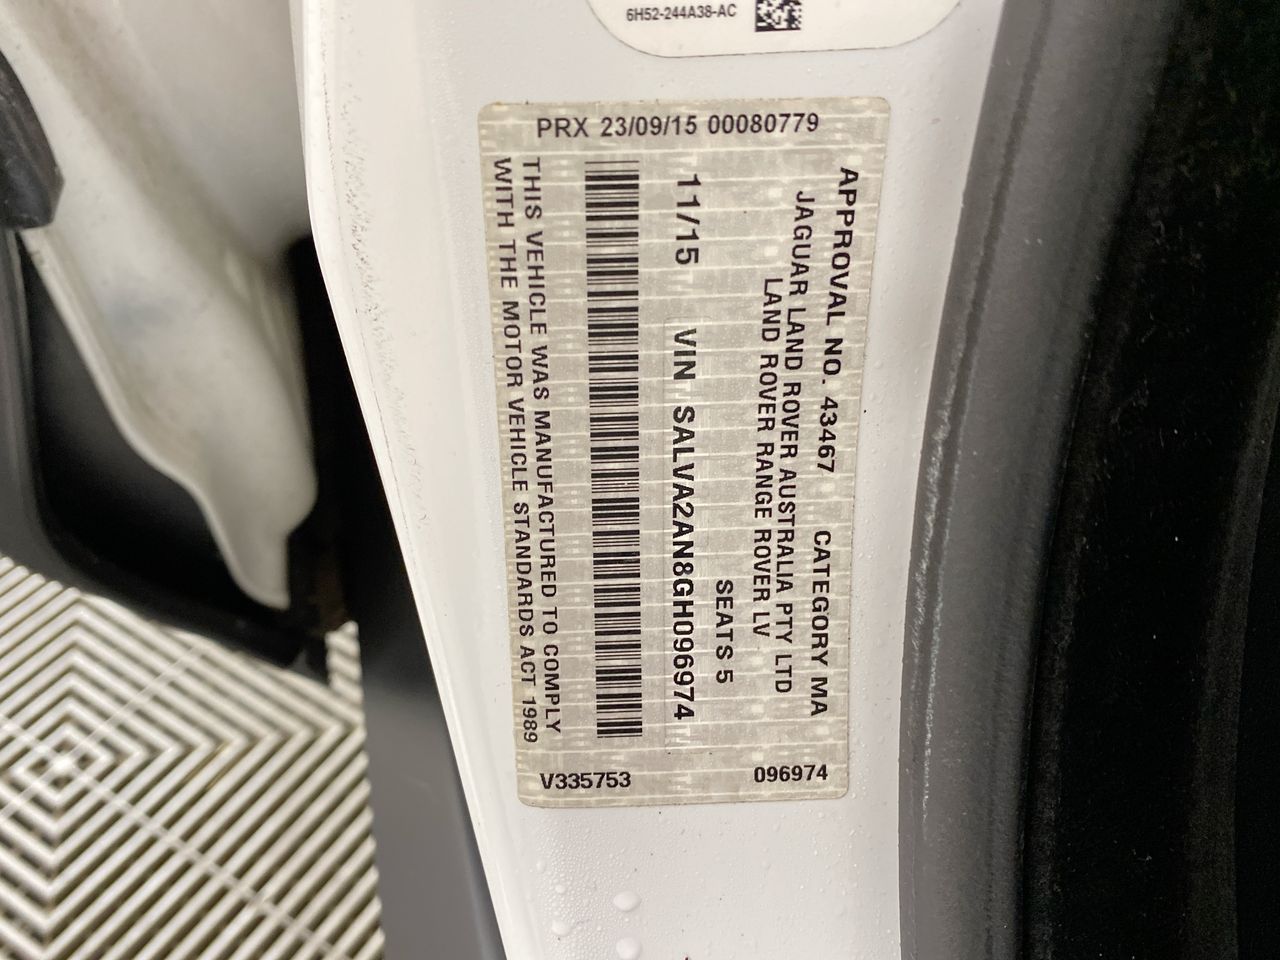 6H52-244A38-AC
PRX 23/09/15 00080779
APPROVAL NO. 43467 CATEGORY MA
JAGUAR LAND ROVER AUSTRALIA PTY LTD
LAND ROVER RANGE ROVER LV
SEATS 5
11/15 VIN SALVA2AN8GH096974
THIS VEHICLE WAS MANUFACTURED TO COMPLY
WITH THE MOTOR VEHICLE STANDARDS ACT 1989
V335753 096974